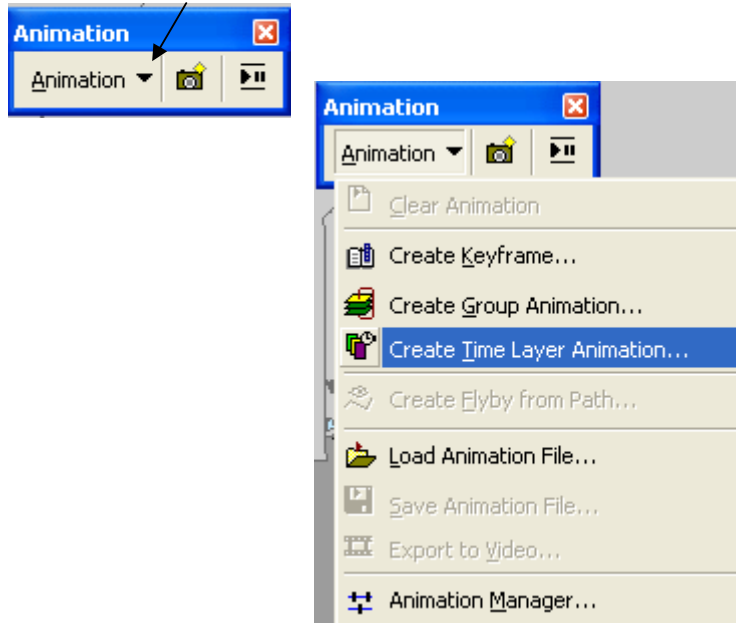 Animation
Animation
Animation
Animation
Clear Animation
Create Keyframe...
Create Group Animation...
Create Time Layer Animation...
Create Flyby from Path...
Load Animation File...
Save Animation File...
Export to Video...
Animation Manager...